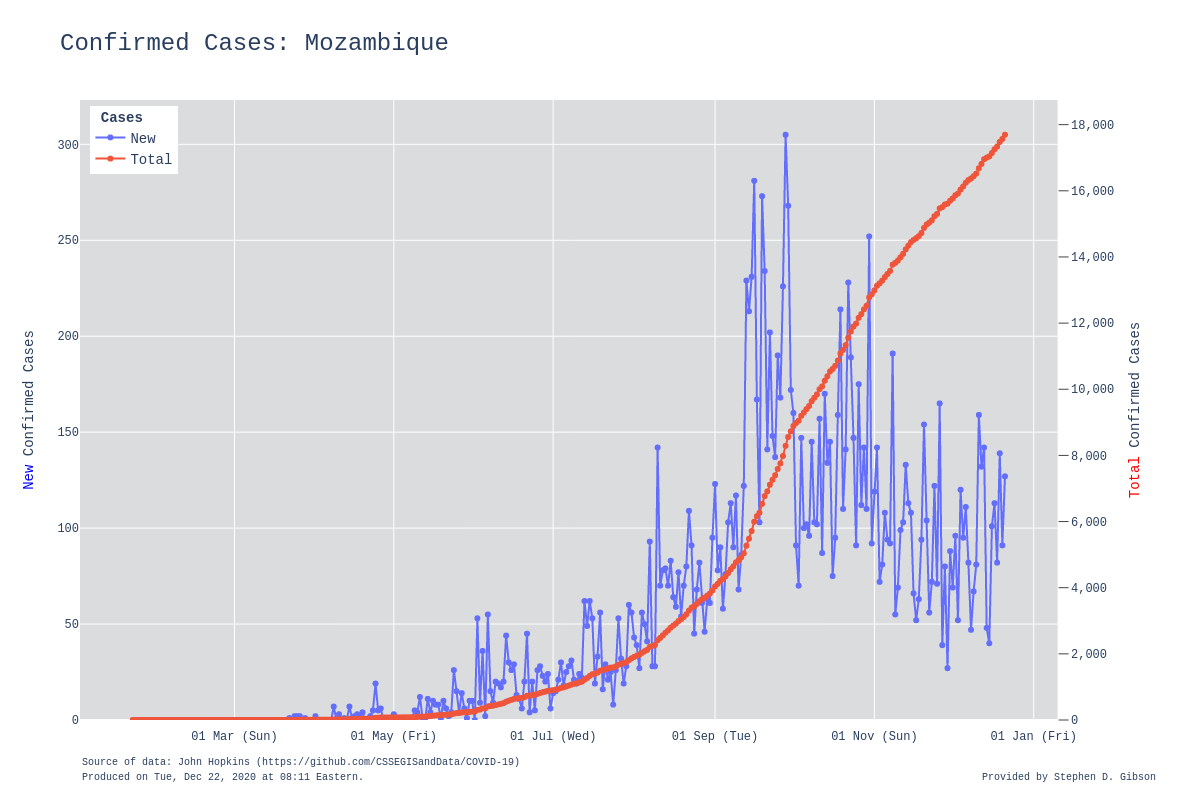 Confirmed Cases: Mozambique
Cases
New
Total
300
250
200
150
100
50
0
18,000
16,000
14,000
12,000
10,000
8,000
6,000
4,000
2,000
0
New Confirmed Cases
Total Confirmed Cases
01 Mar (Sun)
01 May (Fri)
01 Jul (Wed)
01 Sep (Tue)
01 Nov (Sun)
01 Jan (Fri)
Source of data: John Hopkins (https://github.com/CSSEGISandData/COVID-19)
Produced on Tue, Dec 22, 2020 at 08:11 Eastern.
Provided by Stephen D. Gibson